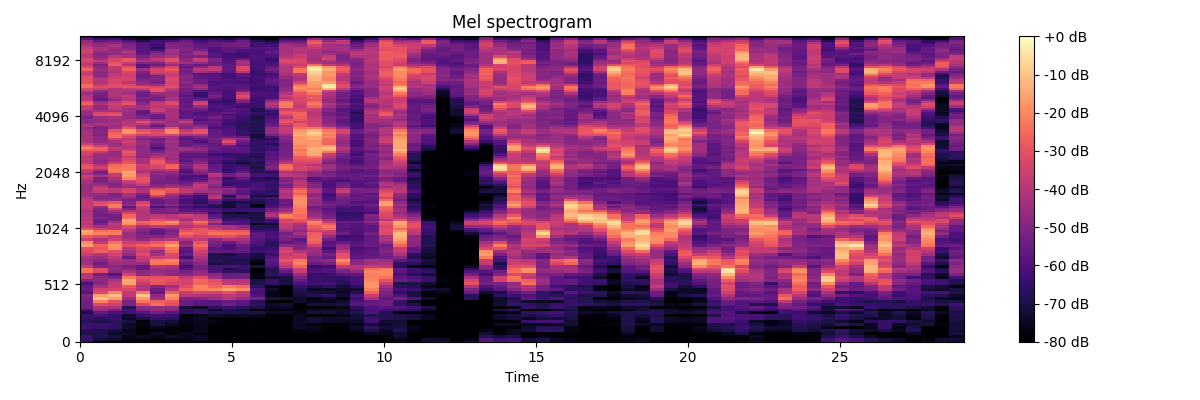 Mel spectrogram
8192
4096
2048
1024
512
0
Hz
0 5 10 15 20 25
Time
+0 dB
-10 dB
-20 dB
-30 dB
-40 dB
-50 dB
-60 dB
-70 dB
-80 dB